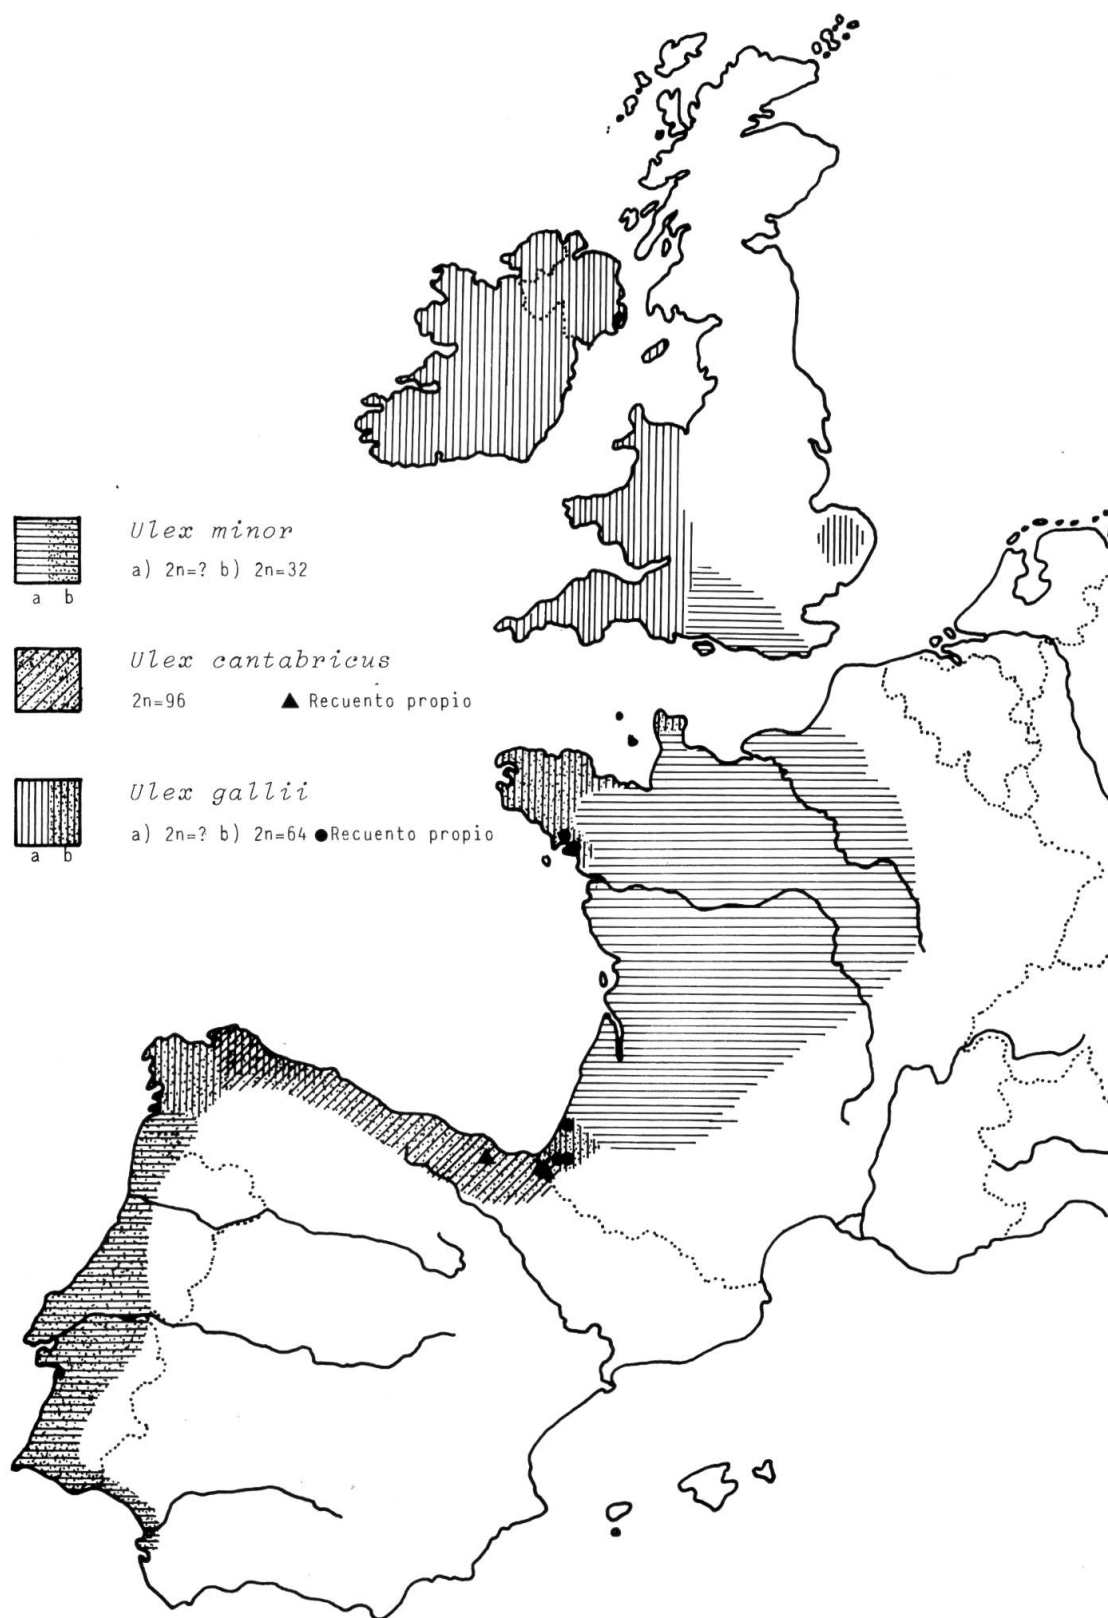 Ulex minor
a) 2n=? b) 2n=32
a b
Ulex cantabricus
2n=96 ▲ Recuento propio
Ulex gallii
a) 2n=? b) 2n=64 ● Recuento propio
a b